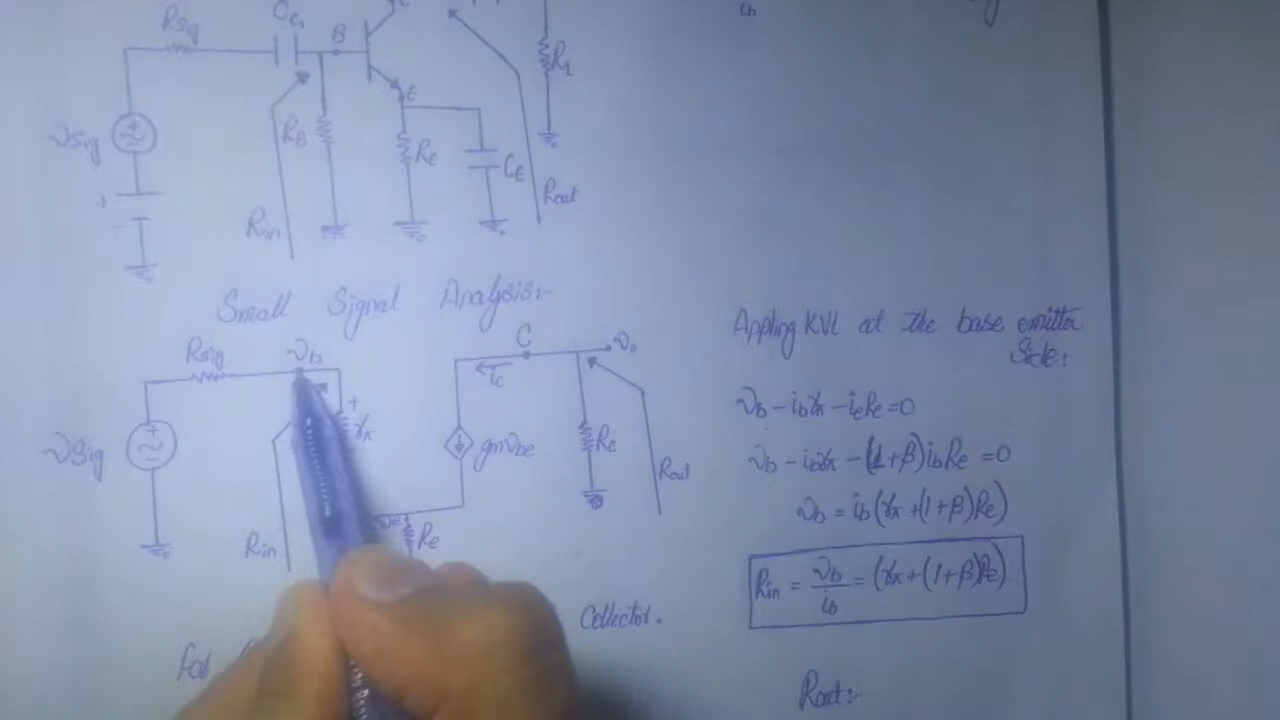 Rsig
Cc1
B
C
RL
E
vsig
+
-
RB
Re
CE
Rin
Rout
Small Signal Analysis:-
Rsig
vb
C
vo
ic
+
rπ
vsig
gmvbe
Rc
Rout
Rin
Re
Collector.
for
Appling KVL at the base emitter
Side:
vb - ibrπ - ieRe = 0
vb - ibrπ - (1+β)ibRe = 0
vb = ib(rπ + (1+β)Re)
Rin = vb/ib = (rπ + (1+β)Re)
Rout:-